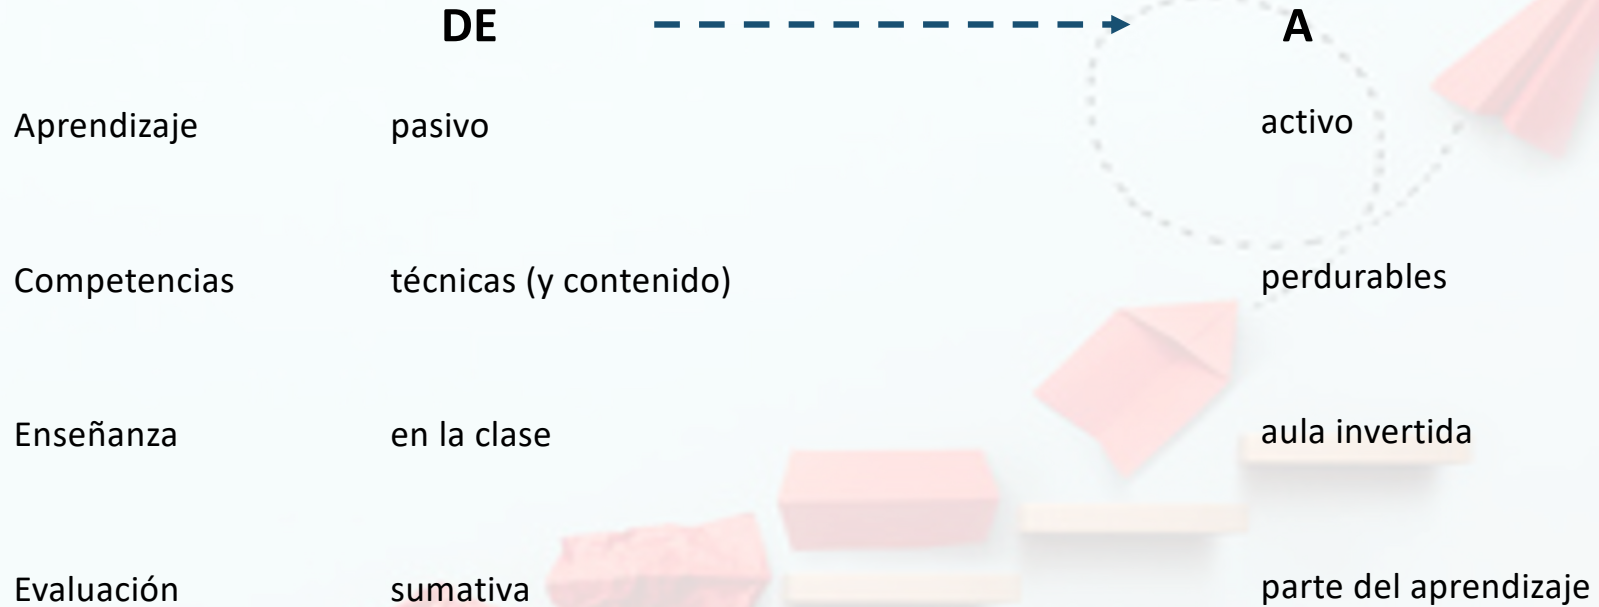 DE A
Aprendizaje pasivo activo
Competencias técnicas (y contenido) perdurables
Enseñanza en la clase aula invertida
Evaluación sumativa parte del aprendizaje